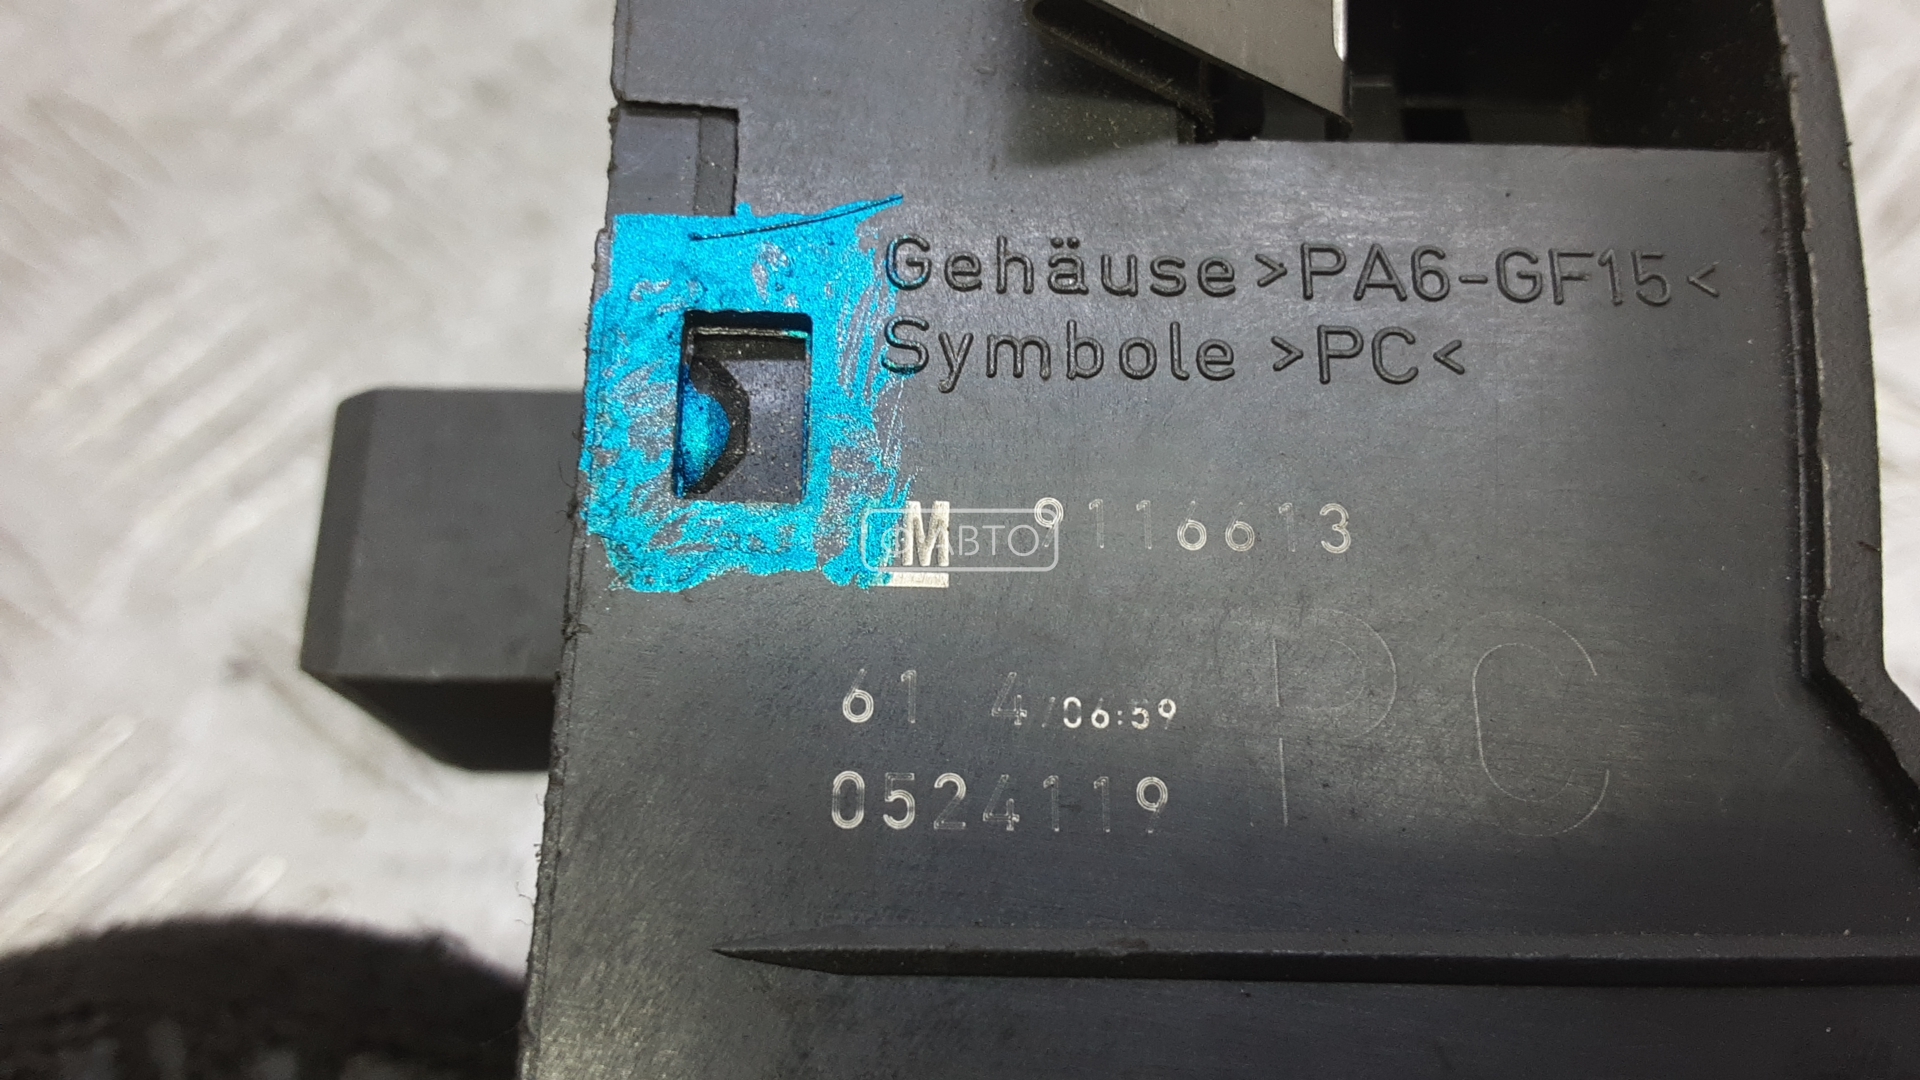 Gehäuse >PA6-GF15<
Symbole >PC<
M 9116613
АВТО
61 4/06:59
0524119
PC